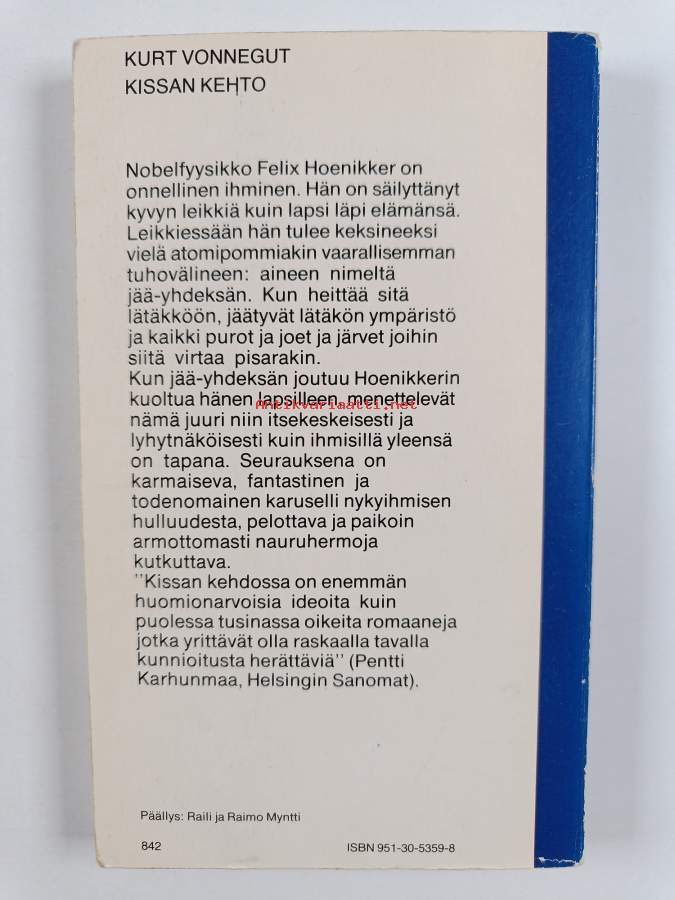 KURT VONNEGUT
KISSAN KEHTO
Nobelfyysikko Felix Hoenikker on
onnellinen ihminen. Hän on säilyttänyt
kyvyn leikkiä kuin lapsi läpi elämänsä.
Leikkiessään hän tulee keksineeksi
vielä atomipommiakin vaarallisemman
tuhovälineen: aineen nimeltä
jää-yhdeksän. Kun heittää sitä
lätäkköön, jäätyvät lätäkön ympäristö
ja kaikki purot ja joet ja järvet joihin
siitä virtaa pisarakin.
Kun jää-yhdeksän joutuu Hoenikkerin
kuoltua hänen lapsilleen, menettelevät
Antikvariaatti.net
nämä juuri niin itsekeskeisesti ja
lyhytnäköisesti kuin ihmisillä yleensä
on tapana. Seurauksena on
karmaiseva, fantastinen ja
todenomainen karuselli nykyihmisen
hulluudesta, pelottava ja paikoin
armottomasti nauruhermoja
kutkuttava.
''Kissan kehdossa on enemmän
huomionarvoisia ideoita kuin
puolessa tusinassa oikeita romaaneja
jotka yrittävät olla raskaalla tavalla
kunnioitusta herättäviä'' (Pentti
Karhunmaa, Helsingin Sanomat).
Päällys: Raili ja Raimo Myntti
842 ISBN 951-30-5359-8